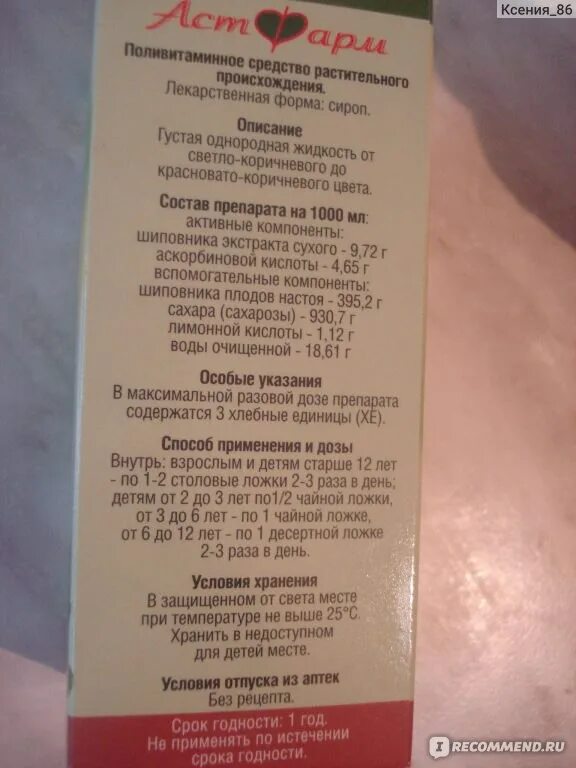 Ксения_86
АстФарм
Поливитаминное средство растительного
происхождения.
Лекарственная форма: сироп.
Описание
Густая однородная жидкость от
светло-коричневого до
красновато-коричневого цвета.
Состав препарата на 1000 мл:
активные компоненты:
шиповника экстракта сухого - 9,72 г
аскорбиновой кислоты - 4,65 г
вспомогательные компоненты:
шиповника плодов настоя - 395,2 г
сахара (сахарозы) - 930,7 г
лимонной кислоты - 1,12 г
воды очищенной - 18,61 г
Особые указания
В максимальной разовой дозе препарата
содержатся 3 хлебные единицы (ХЕ).
Способ применения и дозы
Внутрь: взрослым и детям старше 12 лет
- по 1-2 столовые ложки 2-3 раза в день;
детям от 2 до 3 лет по1/2 чайной ложки,
от 3 до 6 лет - по 1 чайной ложке,
от 6 до 12 лет - по 1 десертной ложке
2-3 раза в день.
Условия хранения
В защищенном от света месте
при температуре не выше 25°С.
Хранить в недоступном
для детей месте.
Условия отпуска из аптек
Без рецепта.
Срок годности: 1 год.
Не применять по истечении
срока годности.
IRECOMMEND.RU